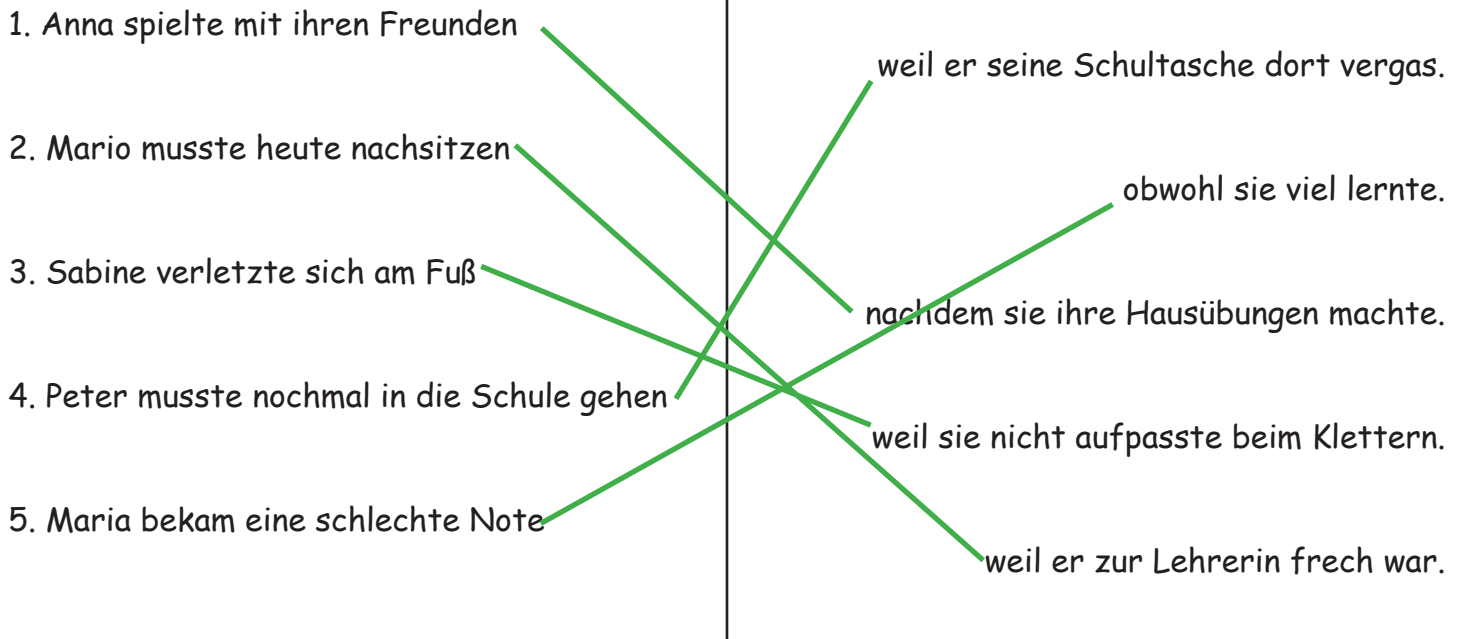 1. Anna spielte mit ihren Freunden
2. Mario musste heute nachsitzen
3. Sabine verletzte sich am Fuß
4. Peter musste nochmal in die Schule gehen
5. Maria bekam eine schlechte Note
weil er seine Schultasche dort vergas.
obwohl sie viel lernte.
nachdem sie ihre Hausübungen machte.
weil sie nicht aufpasste beim Klettern.
weil er zur Lehrerin frech war.